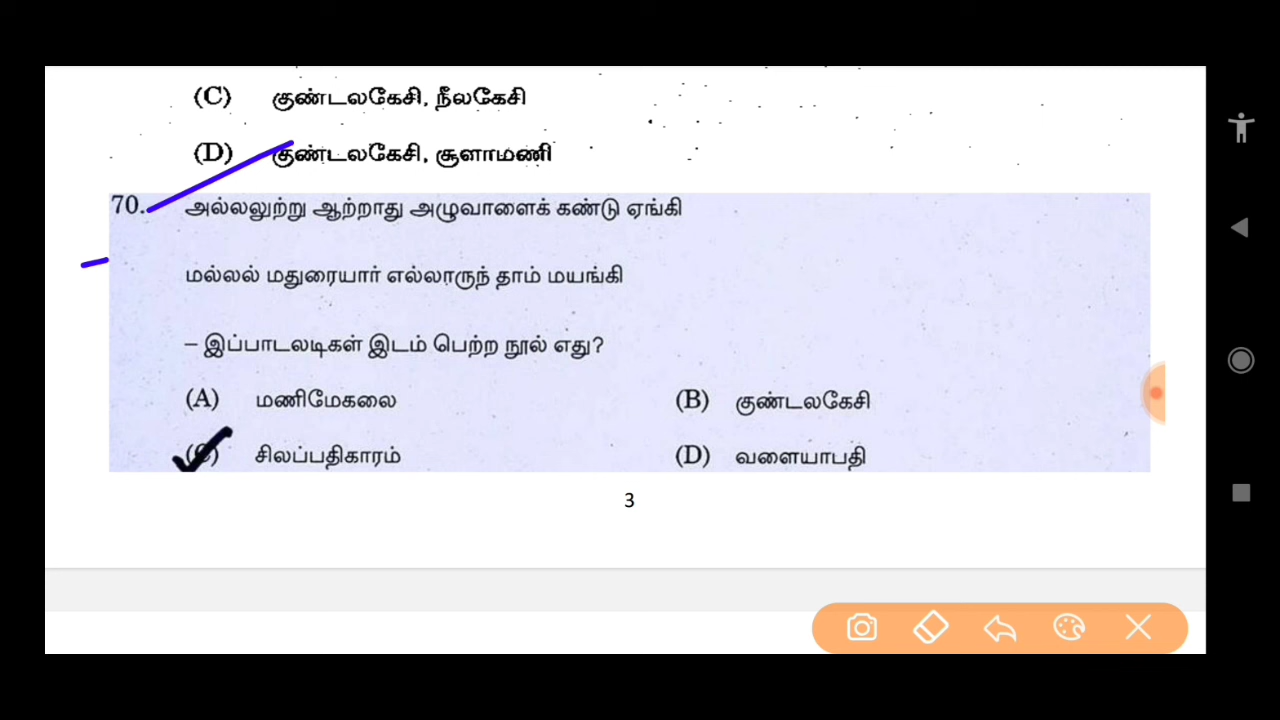 (C) குண்டலகேசி, நீலகேசி
(D) குண்டலகேசி, சூளாமணி
70. அல்லலுற்று ஆற்றாது அழுவாளைக் கண்டு ஏங்கி
மல்லல் மதுரையார் எல்லாருந் தாம் மயங்கி
– இப்பாடலடிகள் இடம் பெற்ற நூல் எது?
(A) மணிமேகலை (B) குண்டலகேசி
(C) சிலப்பதிகாரம் (D) வளையாபதி
3